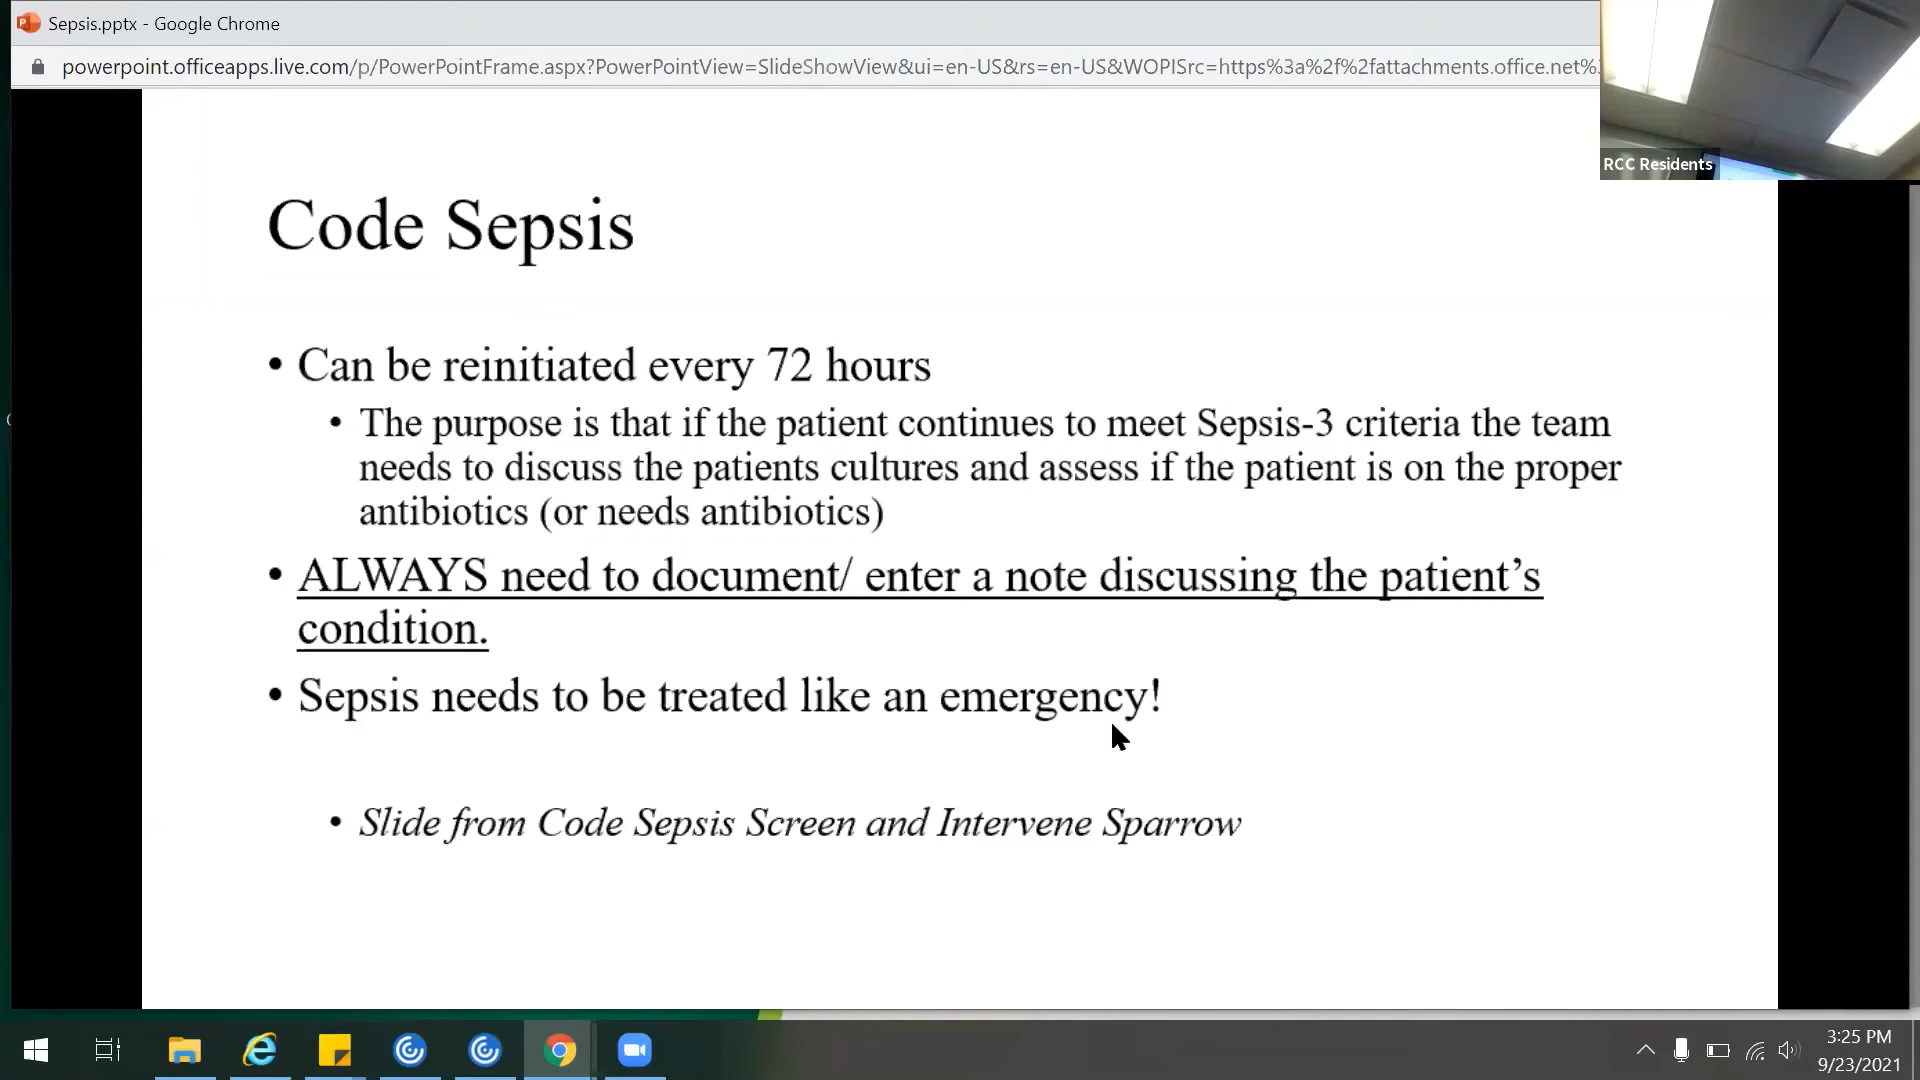 Sepsis.pptx - Google Chrome
powerpoint.officeapps.live.com/p/PowerPointFrame.aspx?PowerPointView=SlideShowView&ui=en-US&rs=en-US&WOPISrc=https%3a%2f%2fattachments.office.net%
RCC Residents
Code Sepsis
• Can be reinitiated every 72 hours
• The purpose is that if the patient continues to meet Sepsis-3 criteria the team
needs to discuss the patients cultures and assess if the patient is on the proper
antibiotics (or needs antibiotics)
• ALWAYS need to document/ enter a note discussing the patient’s
condition.
• Sepsis needs to be treated like an emergency!
• Slide from Code Sepsis Screen and Intervene Sparrow
3:25 PM
9/23/2021